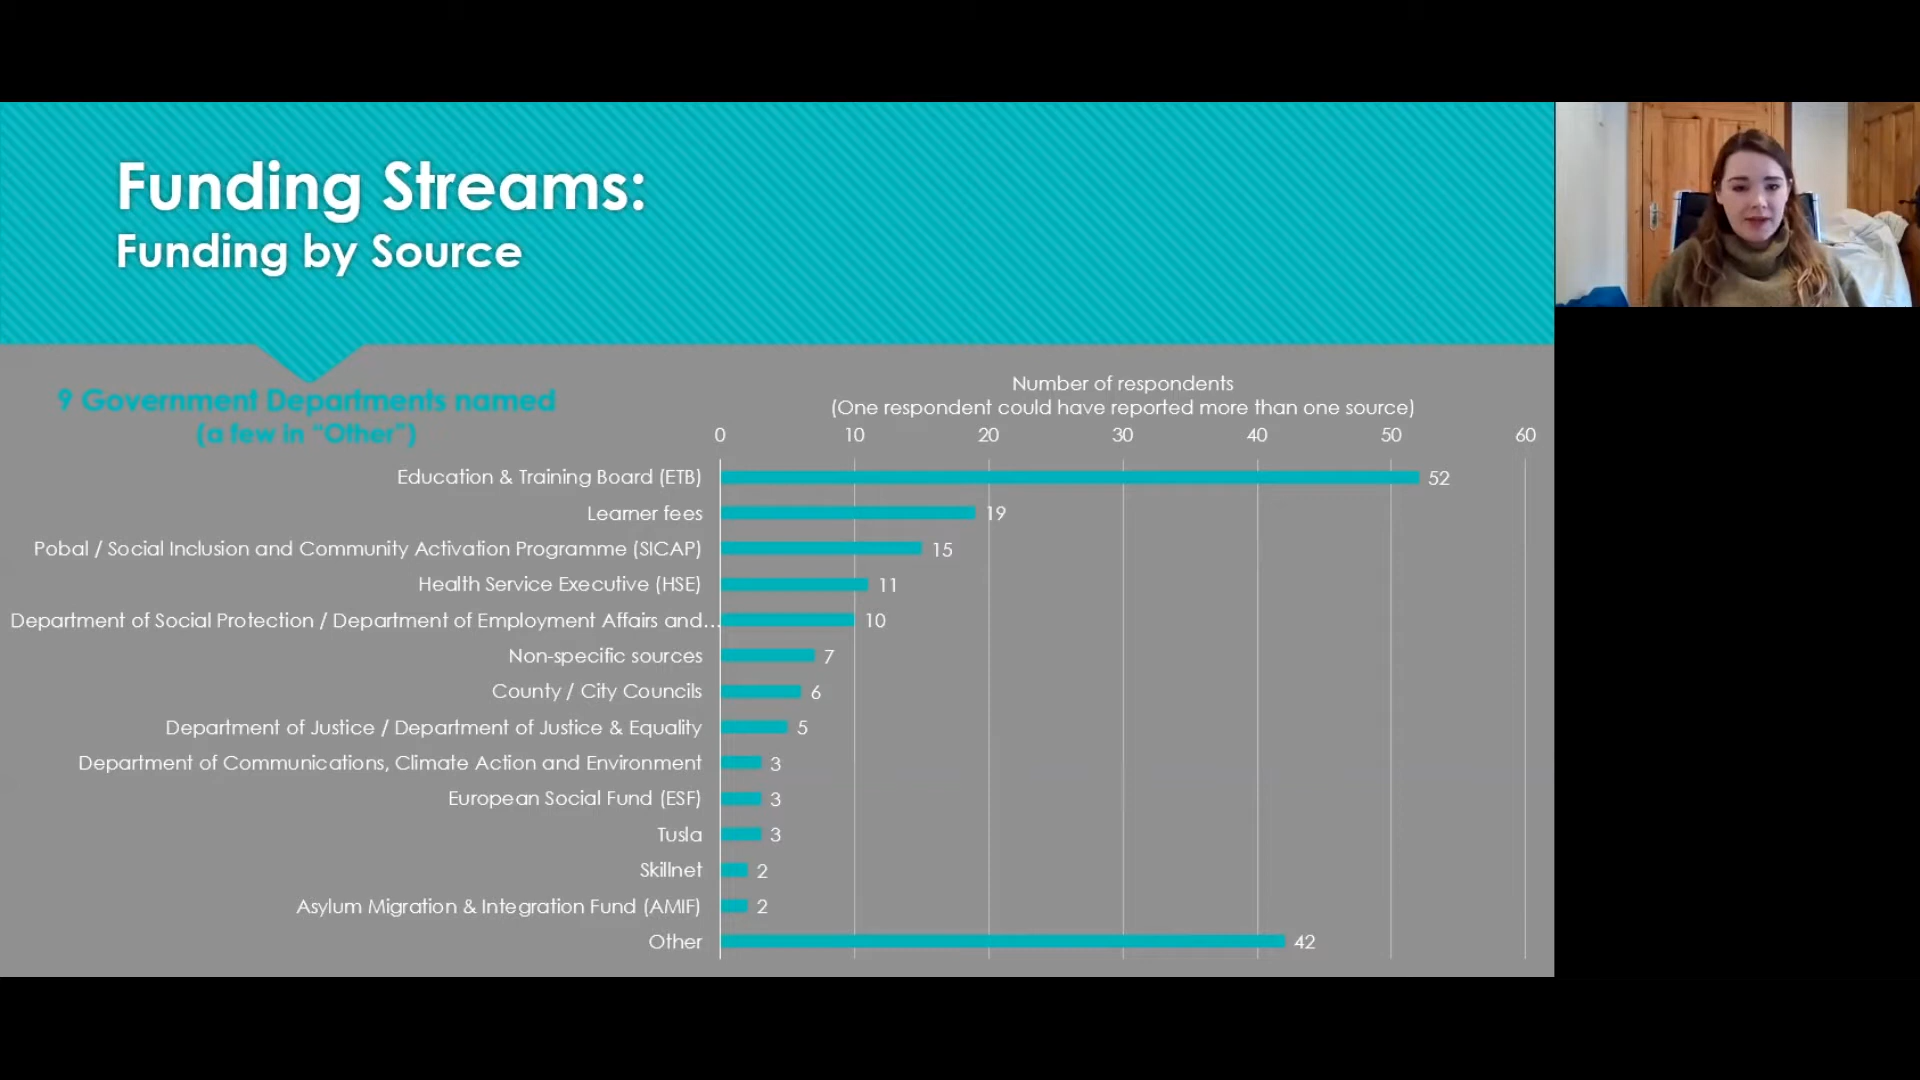 Funding Streams:
Funding by Source
9 Government Departments named
(a few in “Other”)
Number of respondents
(One respondent could have reported more than one source)
0 10 20 30 40 50 60
Education & Training Board (ETB) 52
Learner fees 19
Pobal / Social Inclusion and Community Activation Programme (SICAP) 15
Health Service Executive (HSE) 11
Department of Social Protection / Department of Employment Affairs and... 10
Non-specific sources 7
County / City Councils 6
Department of Justice / Department of Justice & Equality 5
Department of Communications, Climate Action and Environment 3
European Social Fund (ESF) 3
Tusla 3
Skillnet 2
Asylum Migration & Integration Fund (AMIF) 2
Other 42